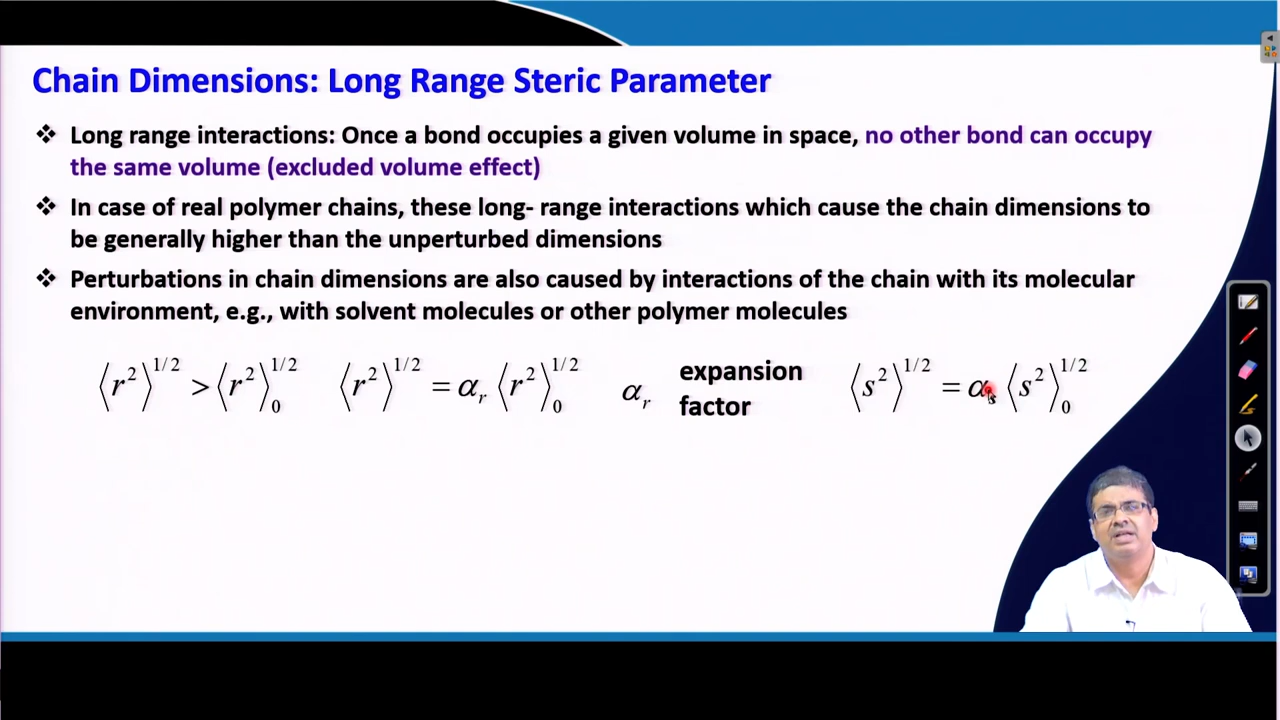 Chain Dimensions: Long Range Steric Parameter
❖ Long range interactions: Once a bond occupies a given volume in space, no other bond can occupy
the same volume (excluded volume effect)
❖ In case of real polymer chains, these long- range interactions which cause the chain dimensions to
be generally higher than the unperturbed dimensions
❖ Perturbations in chain dimensions are also caused by interactions of the chain with its molecular
environment, e.g., with solvent molecules or other polymer molecules
⟨r²⟩^{1/2} > ⟨r²⟩₀^{1/2} ⟨r²⟩^{1/2} = α_r ⟨r²⟩₀^{1/2} α_r expansion factor ⟨s²⟩^{1/2} = α_s ⟨s²⟩₀^{1/2}